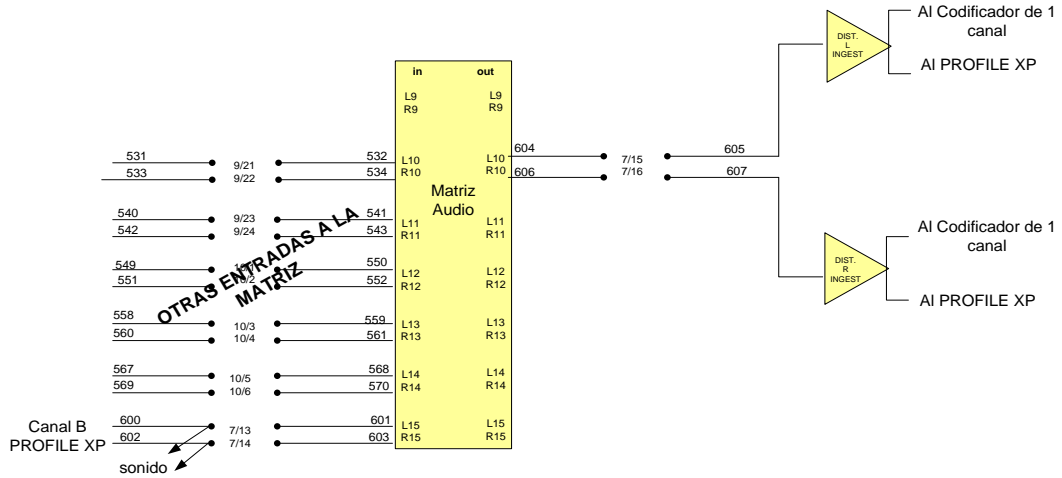 Al Codificador de 1
canal
DIST.
L
INGEST
Al PROFILE XP
in out
L9 L9
R9 R9
604 7/15 605
531 9/21 532 L10 L10
533 9/22 534 R10 R10
606 7/16 607
Matriz
Audio
540 9/23 541 L11 L11
542 9/24 543 R11 R11
Al Codificador de 1
canal
OTRAS ENTRADAS A LA
MATRIZ
549 550 L12 L12
551 552 R12 R12
DIST.
R
INGEST
Al PROFILE XP
558 10/3 559 L13 L13
560 10/4 561 R13 R13
567 10/5 568 L14 L14
569 10/6 570 R14 R14
Canal B
PROFILE XP
600 7/13 601 L15 L15
602 7/14 603 R15 R15
sonido